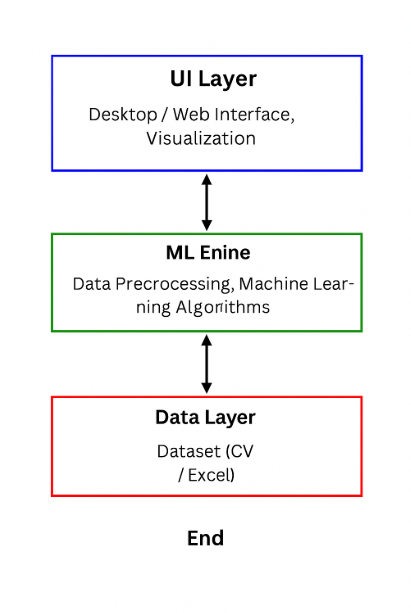 UI Layer
Desktop / Web Interface,
Visualization
ML Enine
Data Precrocessing, Machine Lear-
ning Algorithms
Data Layer
Dataset (CV
/ Excel)
End